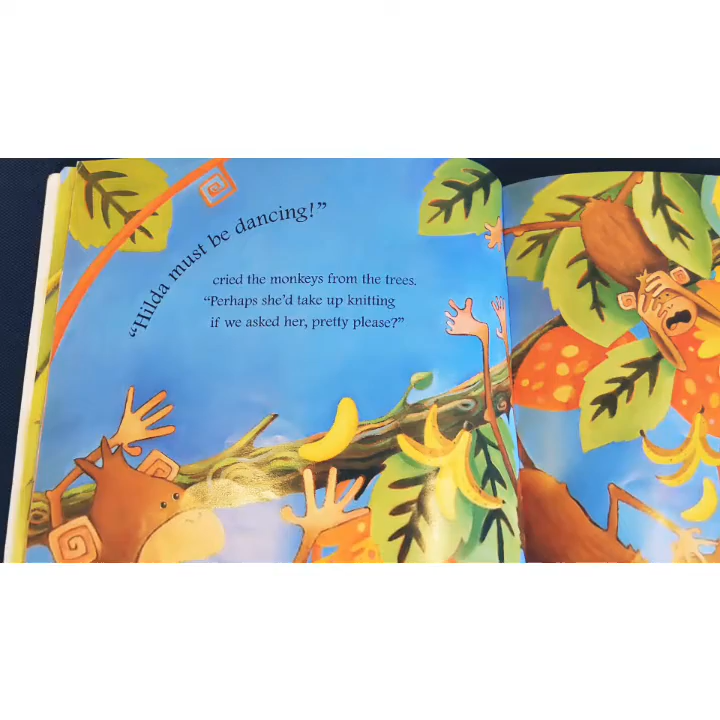 “Hilda must be dancing!”
cried the monkeys from the trees.
“Perhaps she’d take up knitting
if we asked her, pretty please?”